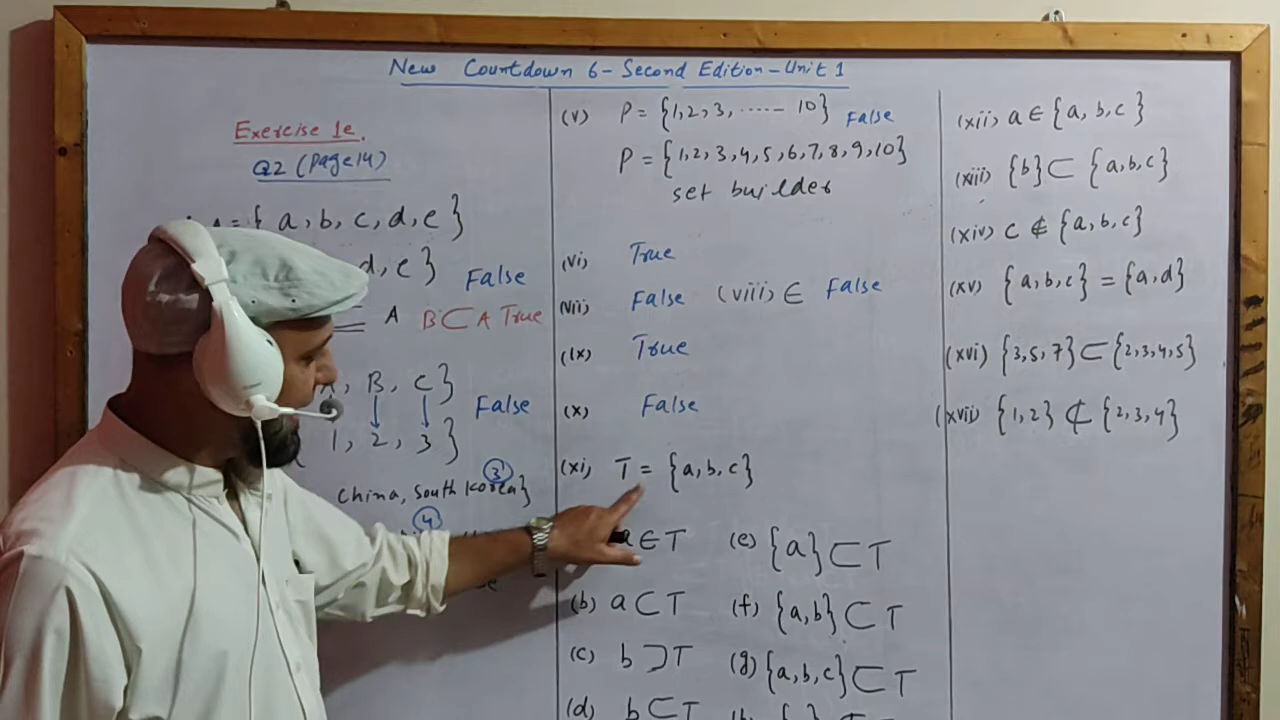 New Countdown 6 - Second Edition - Unit 1
Exercise 1e.
Q2 (Page 14)
A = { a, b, c, d, e }
d, e } False
A B ⊂ A True
A, B, C }
False
1, 2, 3 }
3
China, South Korea}
4
(v) P = {1, 2, 3, ...... 10} False
P = {1, 2, 3, 4, 5, 6, 7, 8, 9, 10}
set builder
(vi) True
(vii) False (viii) ∈ False
(ix) True
(x) False
(xi) T = {a, b, c}
a ∈ T (e) {a} ⊂ T
(b) a ⊂ T (f) {a, b} ⊂ T
(c) b ⊃ T (g) {a, b, c} ⊂ T
(d) b ⊂ T
(xii) a ∈ {a, b, c}
(xiii) {b} ⊂ {a, b, c}
(xiv) c ∉ {a, b, c}
(xv) {a, b, c} = {a, d}
(xvi) {3, 5, 7} ⊂ {2, 3, 4, 5}
(xvii) {1, 2} ⊄ {2, 3, 4}